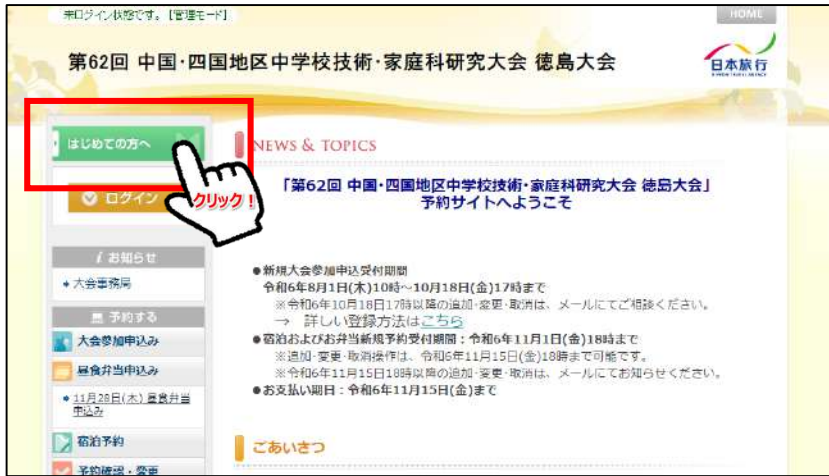 未ログイン状態です。【管理モード】
HOME
第62回 中国・四国地区中学校技術・家庭科研究大会 徳島大会
日本旅行
はじめての方へ
クリック！
ログイン
お知らせ
大会事務局
予約する
大会参加申込み
昼食弁当申込み
11月28日(木) 昼食弁当
申込み
宿泊予約
予約確認・変更
NEWS & TOPICS
「第62回 中国・四国地区中学校技術・家庭科研究大会 徳島大会」
予約サイトへようこそ
●新規大会参加申込受付期間
令和6年8月1日(木)10時～10月18日(金)17時まで
※令和6年10月18日17時以降の追加・変更・取消は、メールにてご相談ください。
→ 詳しい登録方法はこちら
●宿泊およびお弁当新規予約受付期間：令和6年11月1日(金)18時まで
※追加・変更・取消操作は、令和6年11月15日(金)18時まで可能です。
※令和6年11月15日18時以降の追加・変更・取消は、メールにてお知らせください。
●お支払い期日：令和6年11月15日(金)まで
ごあいさつ